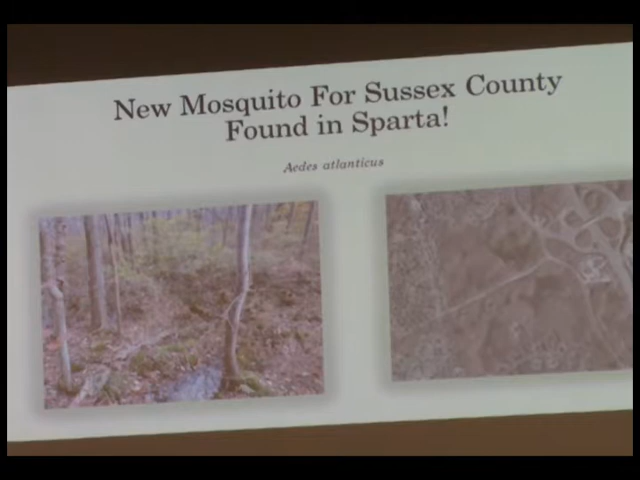 New Mosquito For Sussex County
Found in Sparta!
Aedes atlanticus